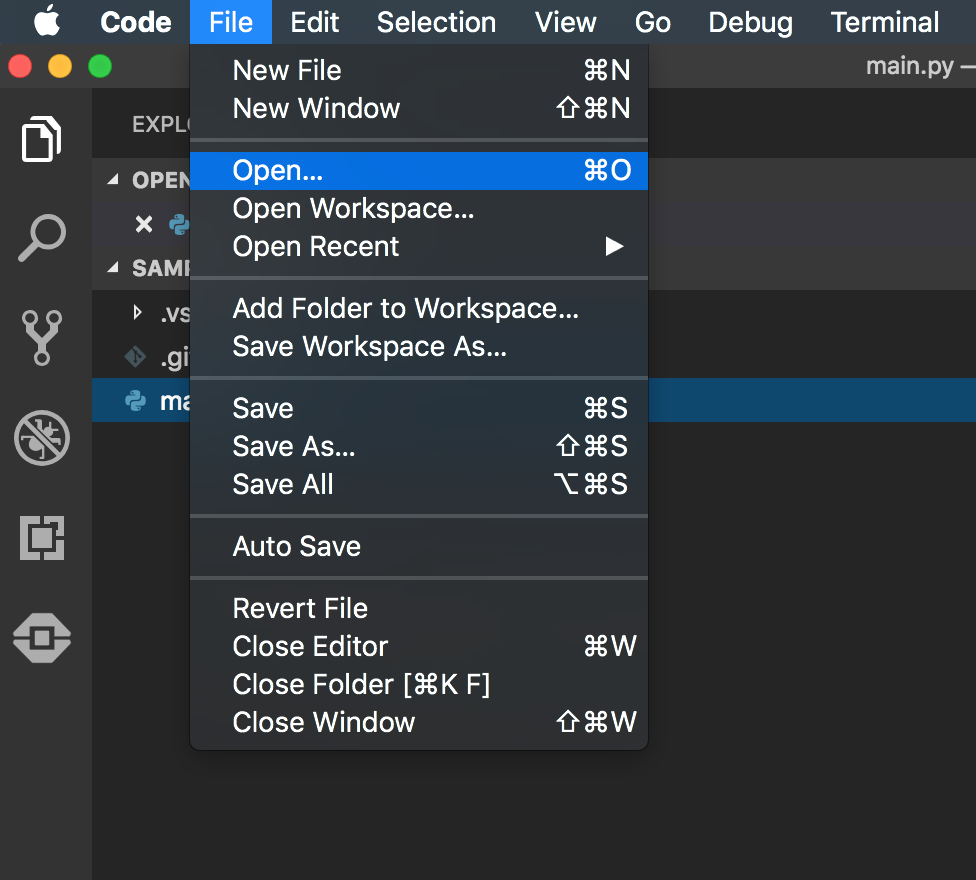 Code File Edit Selection View Go Debug Terminal
main.py —
New File ⌘N
New Window ⇧⌘N
Open... ⌘O
Open Workspace...
Open Recent ▶
Add Folder to Workspace...
Save Workspace As...
Save ⌘S
Save As... ⇧⌘S
Save All ⌥⌘S
Auto Save
Revert File
Close Editor ⌘W
Close Folder [⌘K F]
Close Window ⇧⌘W
EXPL
OPEN
SAMP
.vs
.gi
ma